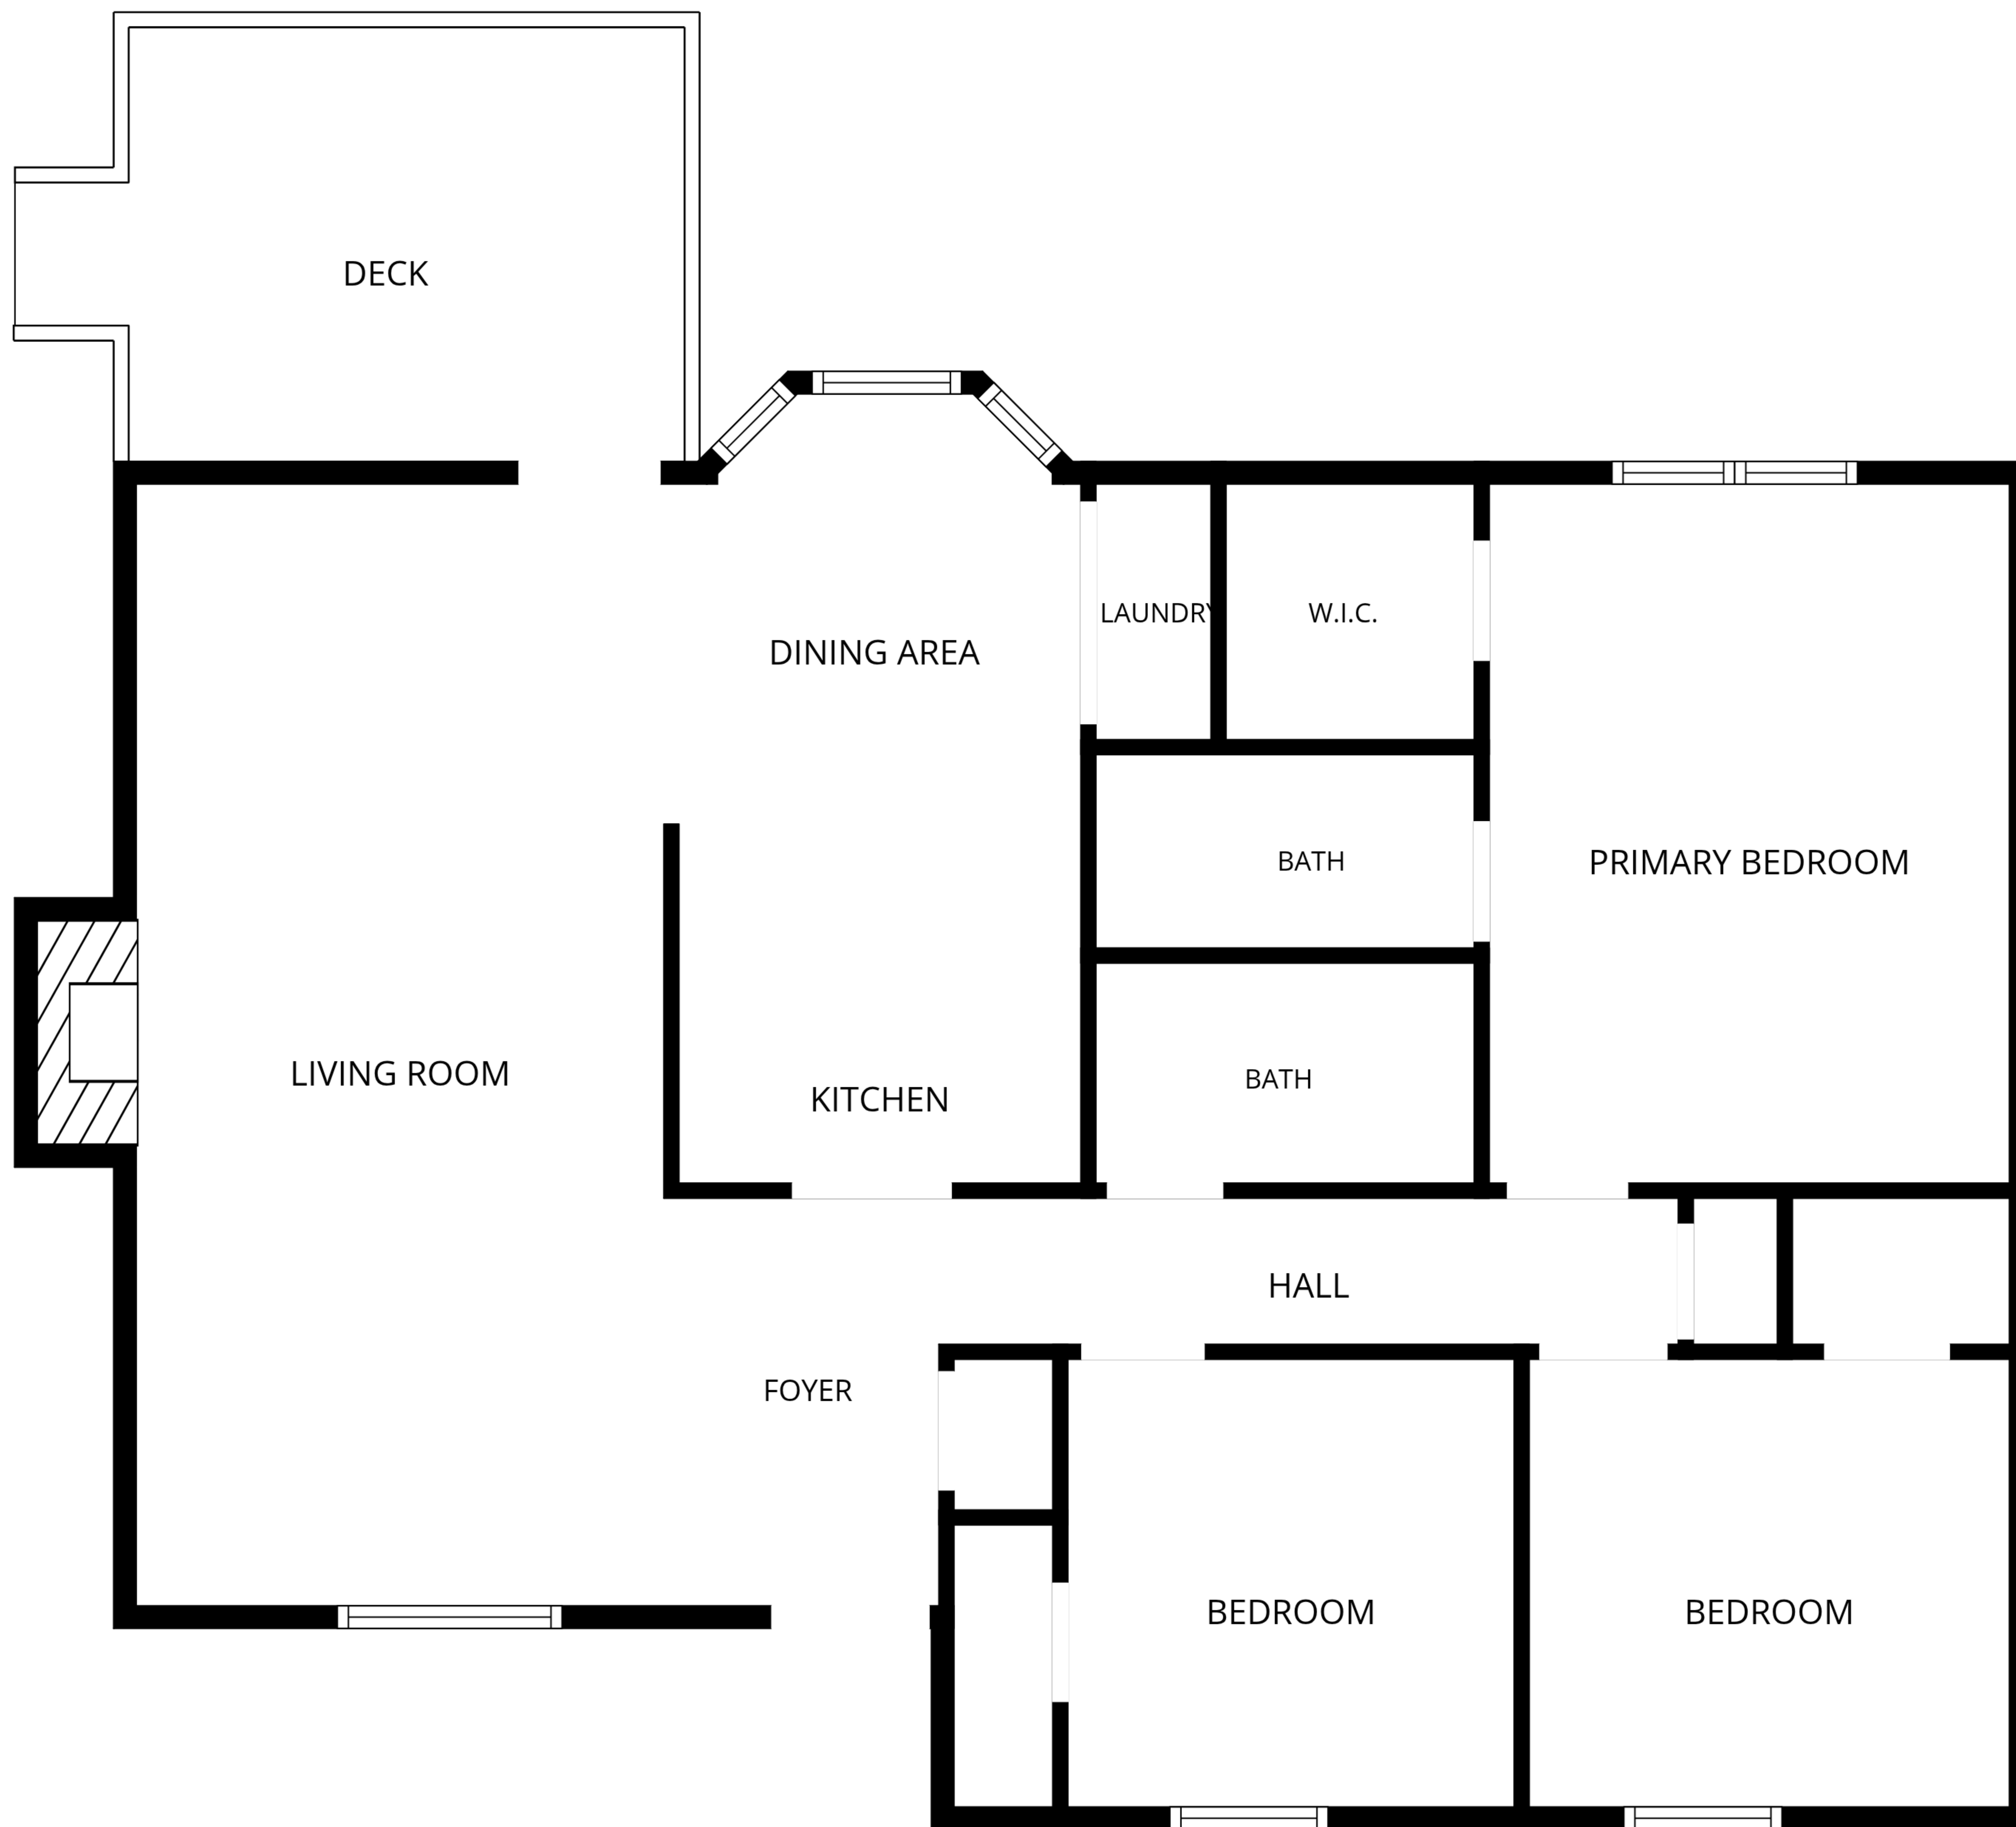 DECK
DINING AREA
LAUNDRY
W.I.C.
BATH
PRIMARY BEDROOM
LIVING ROOM
KITCHEN
BATH
HALL
FOYER
BEDROOM
BEDROOM